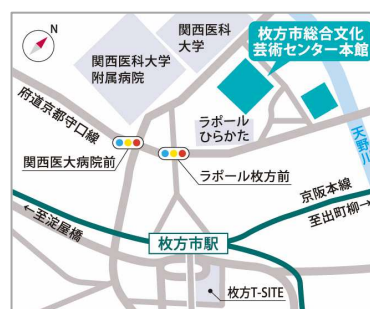 N
関西医科
大学
関西医科大学
附属病院
枚方市総合文化
芸術センター本館
府道京都守口線
ラポール
ひらかた
天野川
関西医大病院前
ラポール枚方前
京阪本線
至出町柳→
←至淀屋橋
枚方市駅
枚方T-SITE